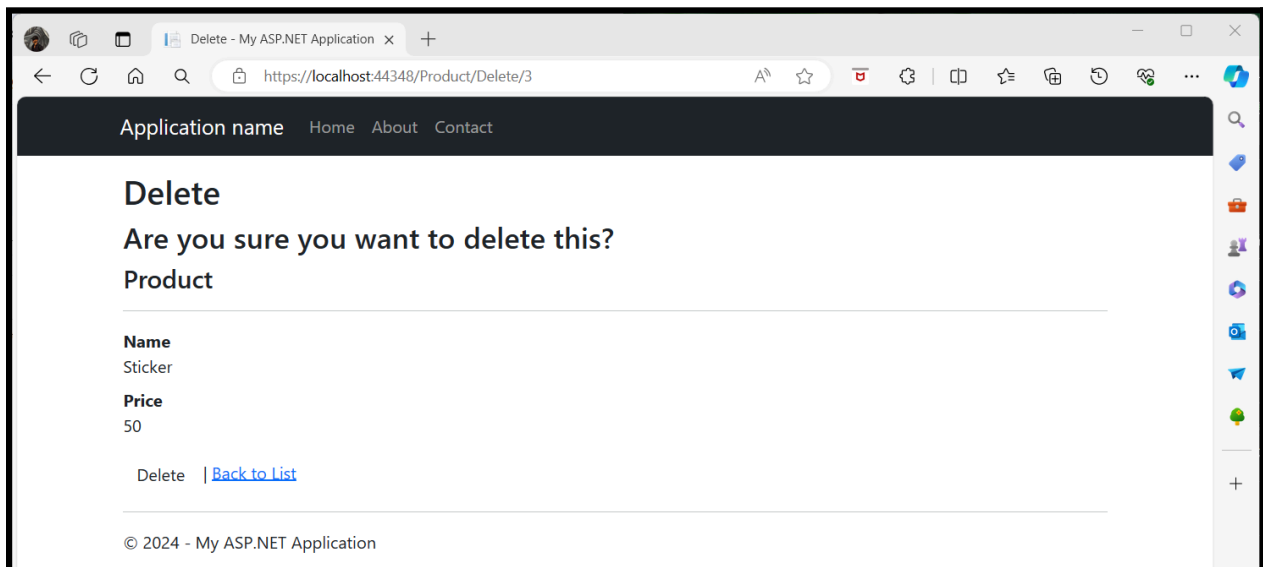 Delete - My ASP.NET Application
https://localhost:44348/Product/Delete/3
Application name Home About Contact
Delete
Are you sure you want to delete this?
Product
Name
Sticker
Price
50
Delete | Back to List
© 2024 - My ASP.NET Application